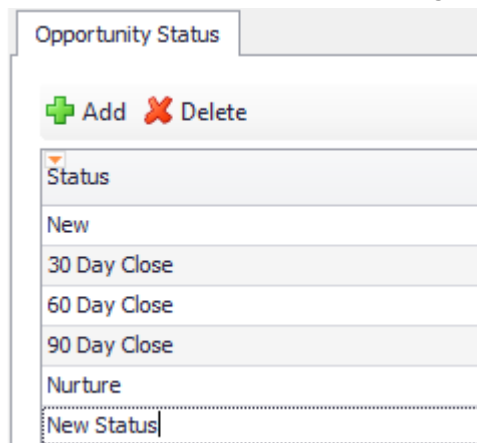 Opportunity Status
Add Delete
Status
New
30 Day Close
60 Day Close
90 Day Close
Nurture
New Status